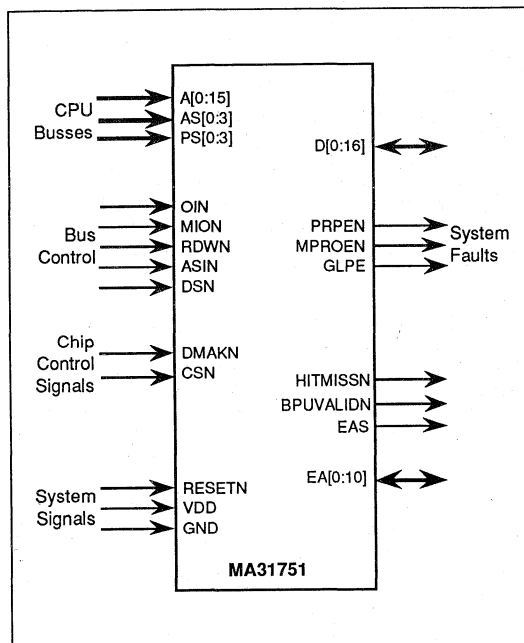 CPU
Busses
A[0:15]
AS[0:3]
PS[0:3]
D[0:16]
Bus
Control
OIN
MION
RDWN
ASIN
DSN
PRPEN
MPROEN
GLPE
System
Faults
Chip
Control
Signals
DMAKN
CSN
HITMISSN
BPUVALIDN
EAS
EA[0:10]
System
Signals
RESETN
VDD
GND
MA31751